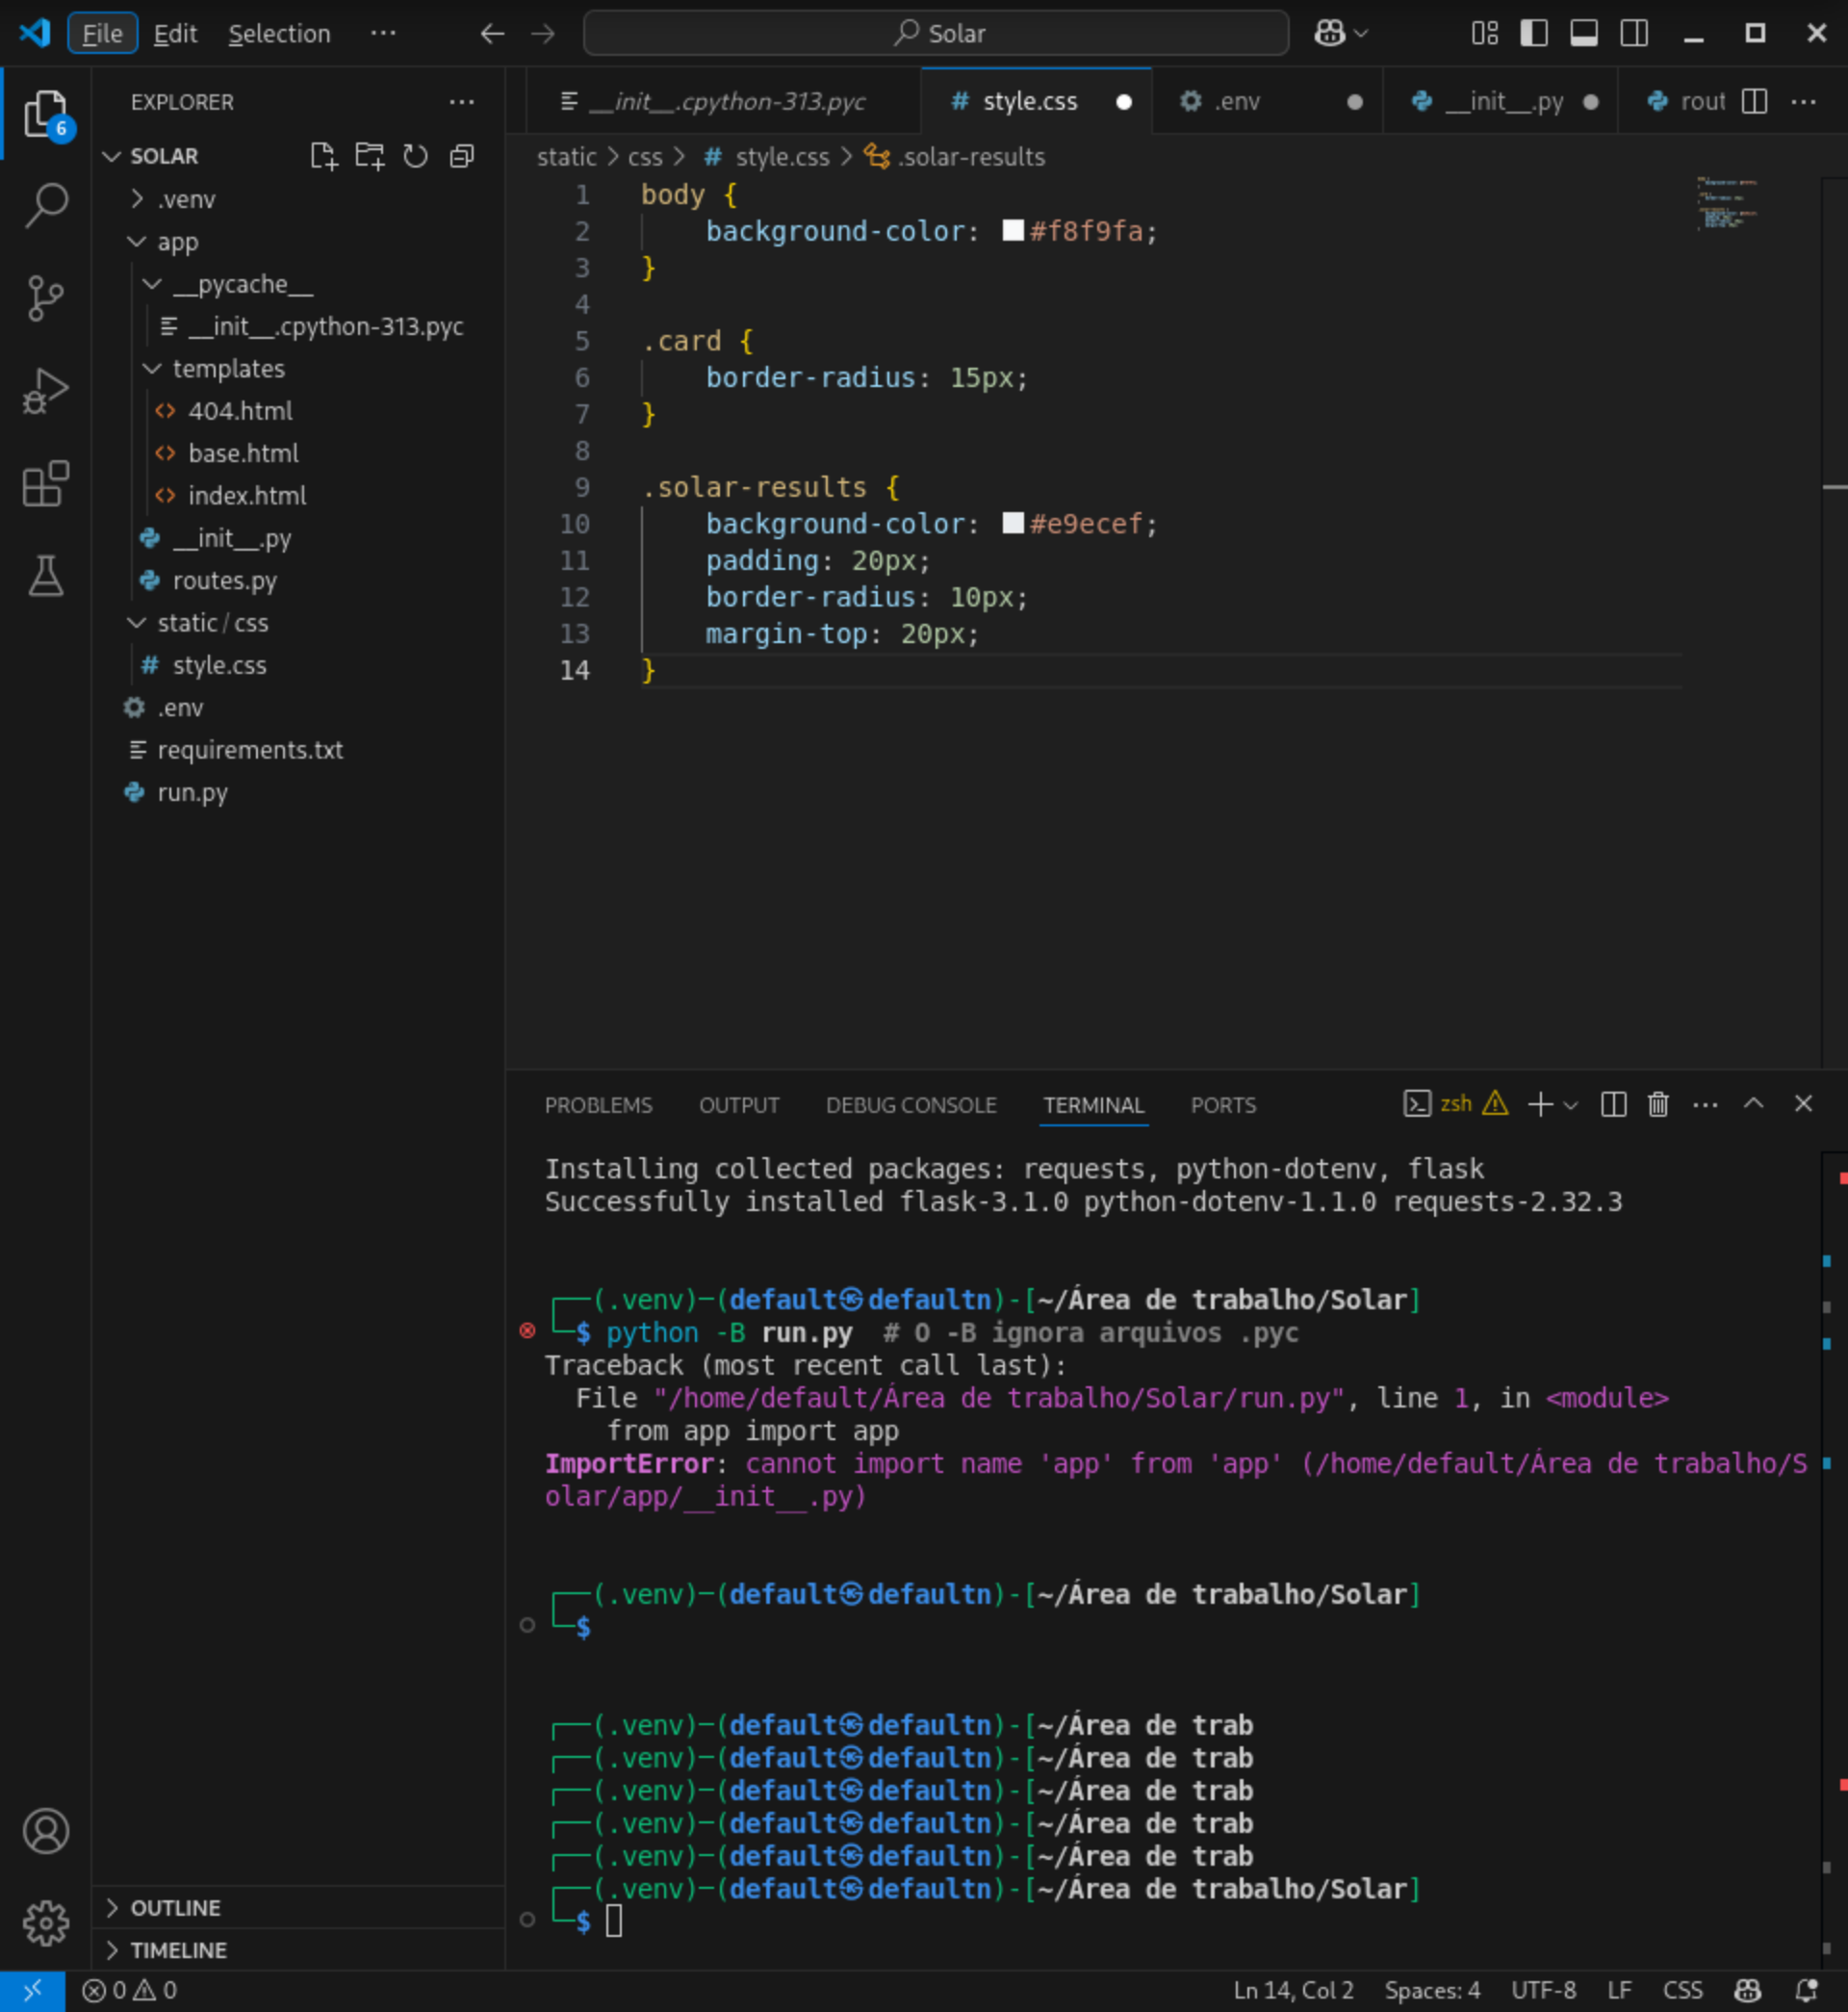 File Edit Selection ··· Solar
EXPLORER ···
6
SOLAR
.venv
app
__pycache__
__init__.cpython-313.pyc
templates
404.html
base.html
index.html
__init__.py
routes.py
static/css
# style.css
.env
requirements.txt
run.py
OUTLINE
TIMELINE
__init__.cpython-313.pyc # style.css .env __init__.py rout ···
static > css > # style.css > .solar-results
1 body {
2 background-color: #f8f9fa;
3 }
4
5 .card {
6 border-radius: 15px;
7 }
8
9 .solar-results {
10 background-color: #e9ecef;
11 padding: 20px;
12 border-radius: 10px;
13 margin-top: 20px;
14 }
PROBLEMS OUTPUT DEBUG CONSOLE TERMINAL PORTS zsh ···
Installing collected packages: requests, python-dotenv, flask
Successfully installed flask-3.1.0 python-dotenv-1.1.0 requests-2.32.3
┌──(.venv)─(default㉿defaultn)-[~/Área de trabalho/Solar]
└─$ python -B run.py # O -B ignora arquivos .pyc
Traceback (most recent call last):
File "/home/default/Área de trabalho/Solar/run.py", line 1, in <module>
from app import app
ImportError: cannot import name 'app' from 'app' (/home/default/Área de trabalho/S
olar/app/__init__.py)
┌──(.venv)─(default㉿defaultn)-[~/Área de trabalho/Solar]
└─$
┌──(.venv)─(default㉿defaultn)-[~/Área de trab
┌──(.venv)─(default㉿defaultn)-[~/Área de trab
┌──(.venv)─(default㉿defaultn)-[~/Área de trab
┌──(.venv)─(default㉿defaultn)-[~/Área de trab
┌──(.venv)─(default㉿defaultn)-[~/Área de trab
┌──(.venv)─(default㉿defaultn)-[~/Área de trabalho/Solar]
└─$
0 0 Ln 14, Col 2 Spaces: 4 UTF-8 LF CSS